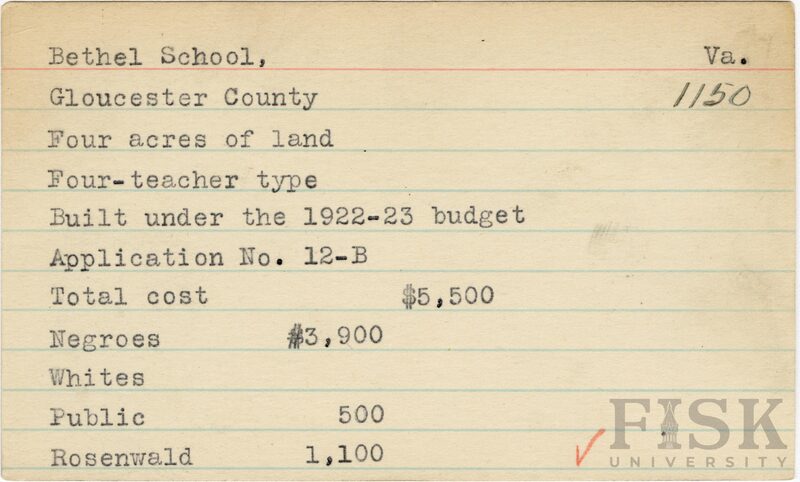 Bethel School, Va.
Gloucester County 1150
Four acres of land
Four-teacher type
Built under the 1922-23 budget
Application No. 12-B
Total cost $5,500
Negroes $3,900
Whites
Public 500
Rosenwald 1,100
FISK
UNIVERSITY